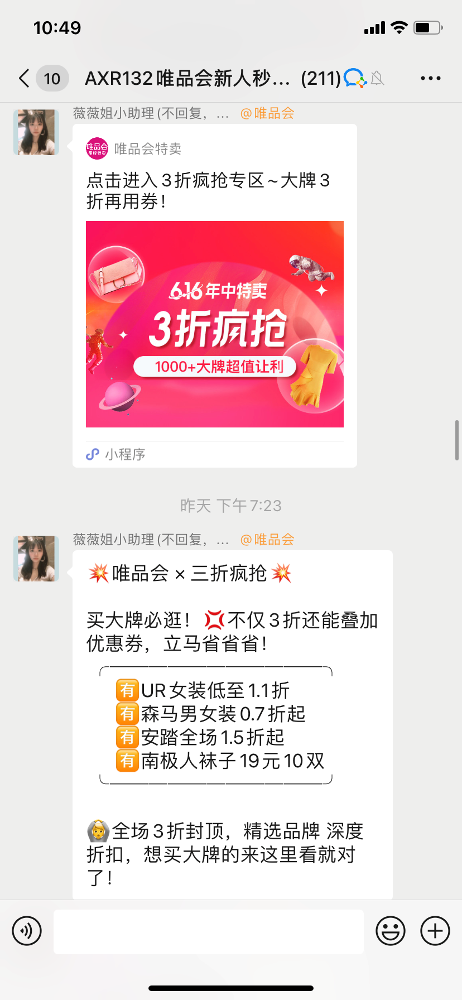 10:49
10
AXR132唯品会新人秒... (211)
薇薇姐小助理(不回复，... @唯品会
唯品会
品牌特卖
唯品会特卖
点击进入3折疯抢专区~大牌3
折再用券！
616年中特卖
3折疯抢
1000+大牌超值让利
小程序
昨天 下午7:23
薇薇姐小助理(不回复，... @唯品会
💥唯品会 × 三折疯抢💥
买大牌必逛！💢不仅3折还能叠加
优惠券，立马省省省！
🈶UR女装低至1.1折
🈶森马男女装0.7折起
🈶安踏全场1.5折起
🈶南极人袜子19元10双
🙆全场3折封顶，精选品牌 深度
折扣，想买大牌的来这里看就对
了！